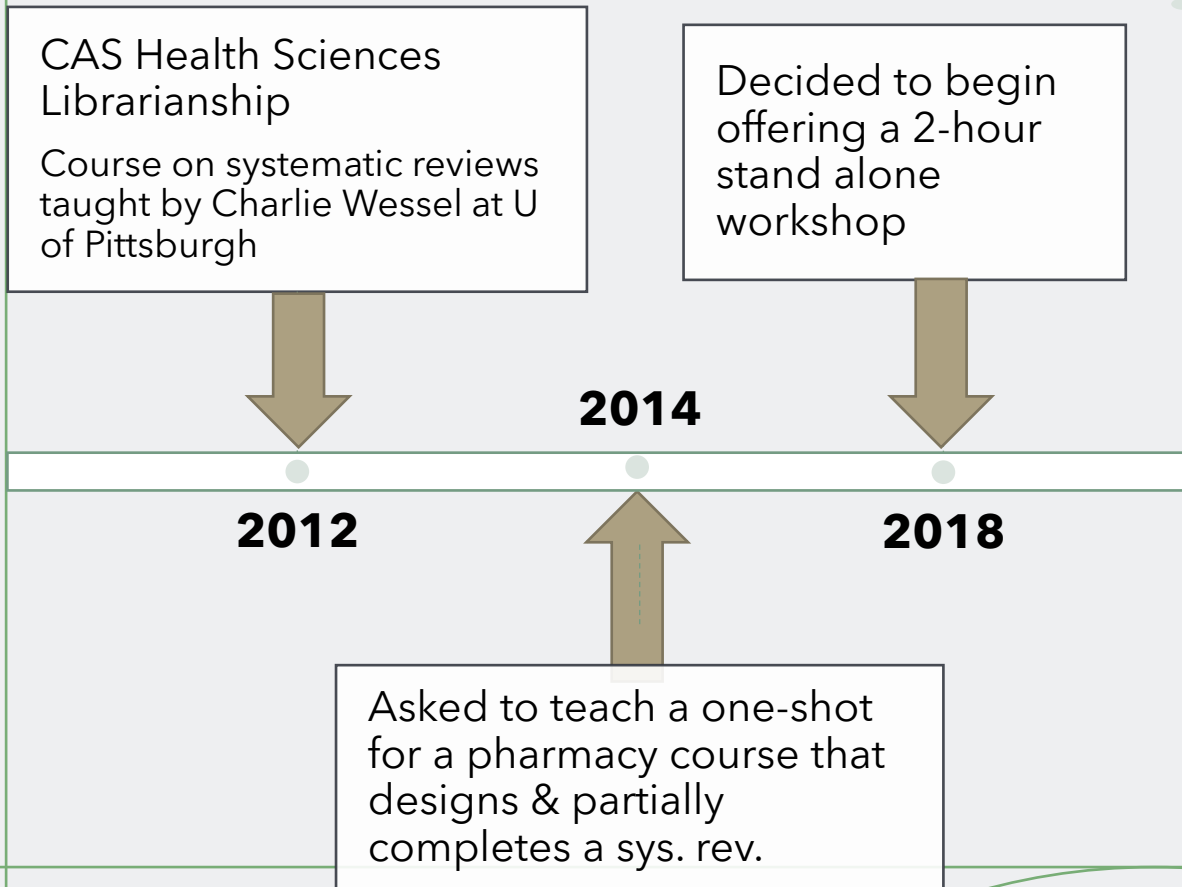 CAS Health Sciences
Librarianship
Course on systematic reviews
taught by Charlie Wessel at U
of Pittsburgh
Decided to begin
offering a 2-hour
stand alone
workshop
2014
2012
2018
Asked to teach a one-shot
for a pharmacy course that
designs & partially
completes a sys. rev.